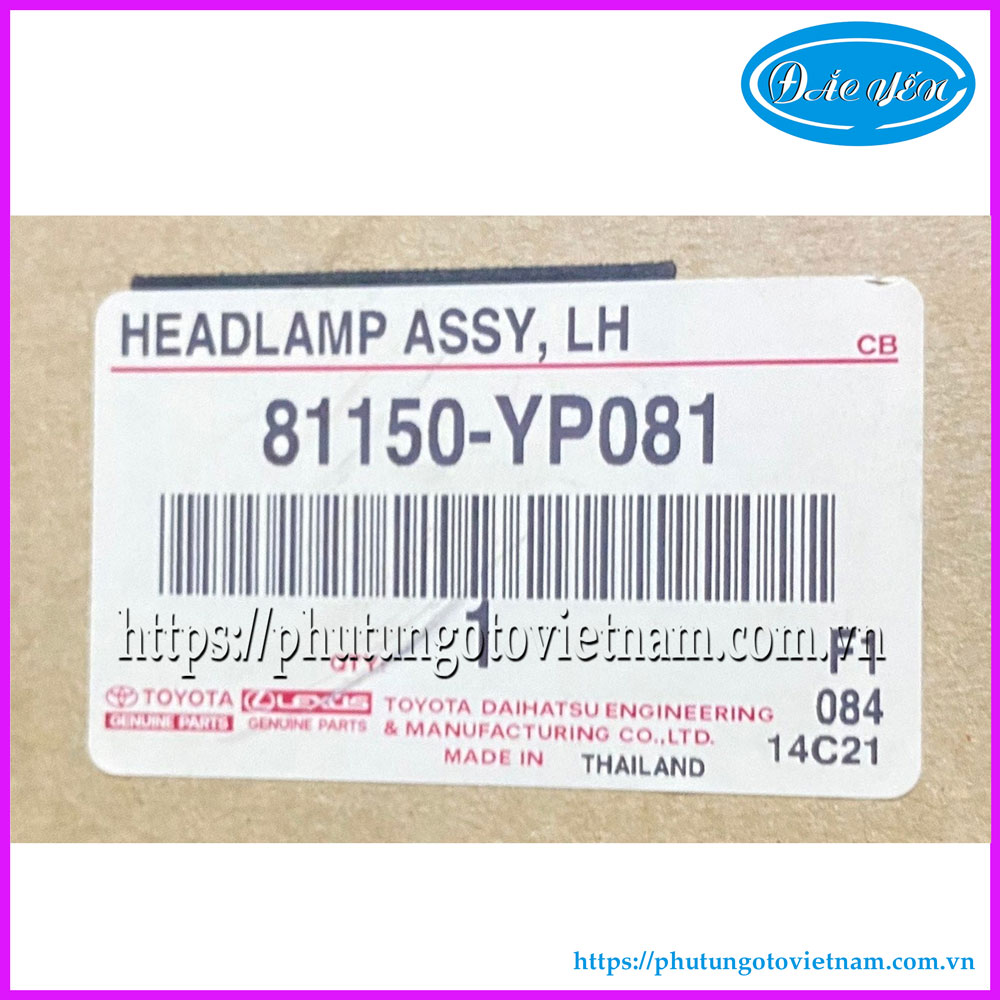 ĐẮC YẾN
HEADLAMP ASSY, LH
CB
81150-YP081
https://phutungotovietnam.com.vn
QTY. 1
F1
TOYOTA
GENUINE PARTS
LEXUS
GENUINE PARTS
TOYOTA DAIHATSU ENGINEERING
& MANUFACTURING CO.,LTD.
084
MADE IN THAILAND
14C21
https://phutungotovietnam.com.vn